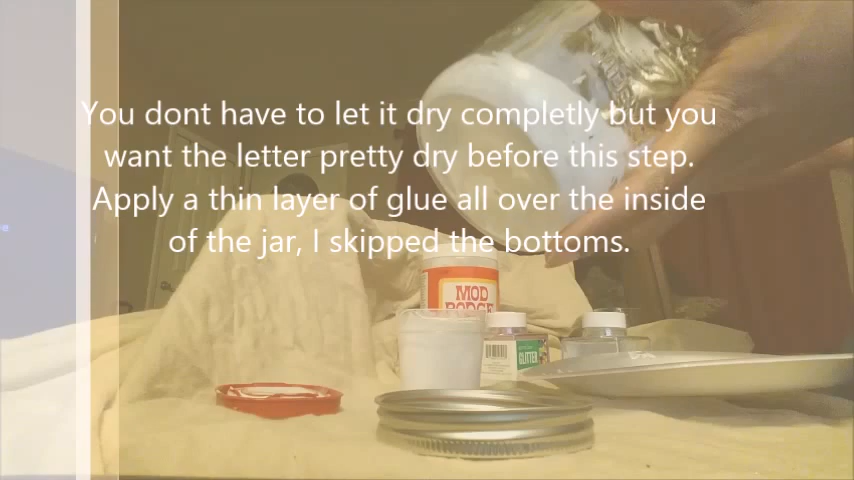 You dont have to let it dry completly but you
want the letter pretty dry before this step.
Apply a thin layer of glue all over the inside
of the jar, I skipped the bottoms.
MOD
PODGE
GLITTER